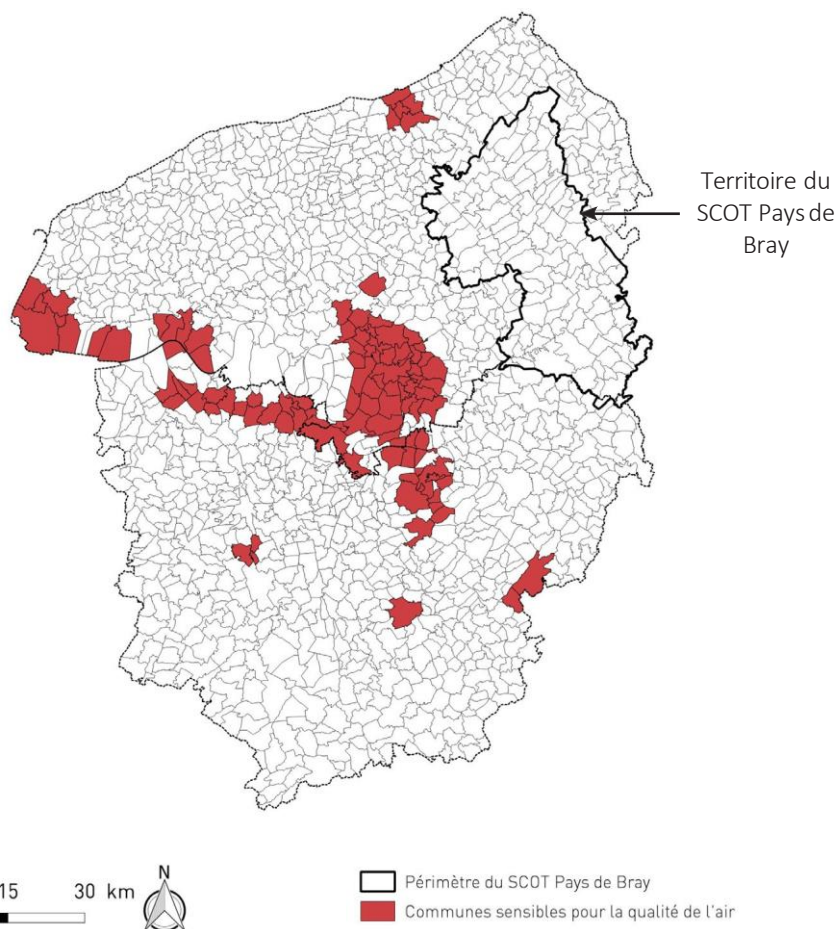 Territoire du
SCOT Pays de
Bray
15 30 km
N
Périmètre du SCOT Pays de Bray
Communes sensibles pour la qualité de l'air